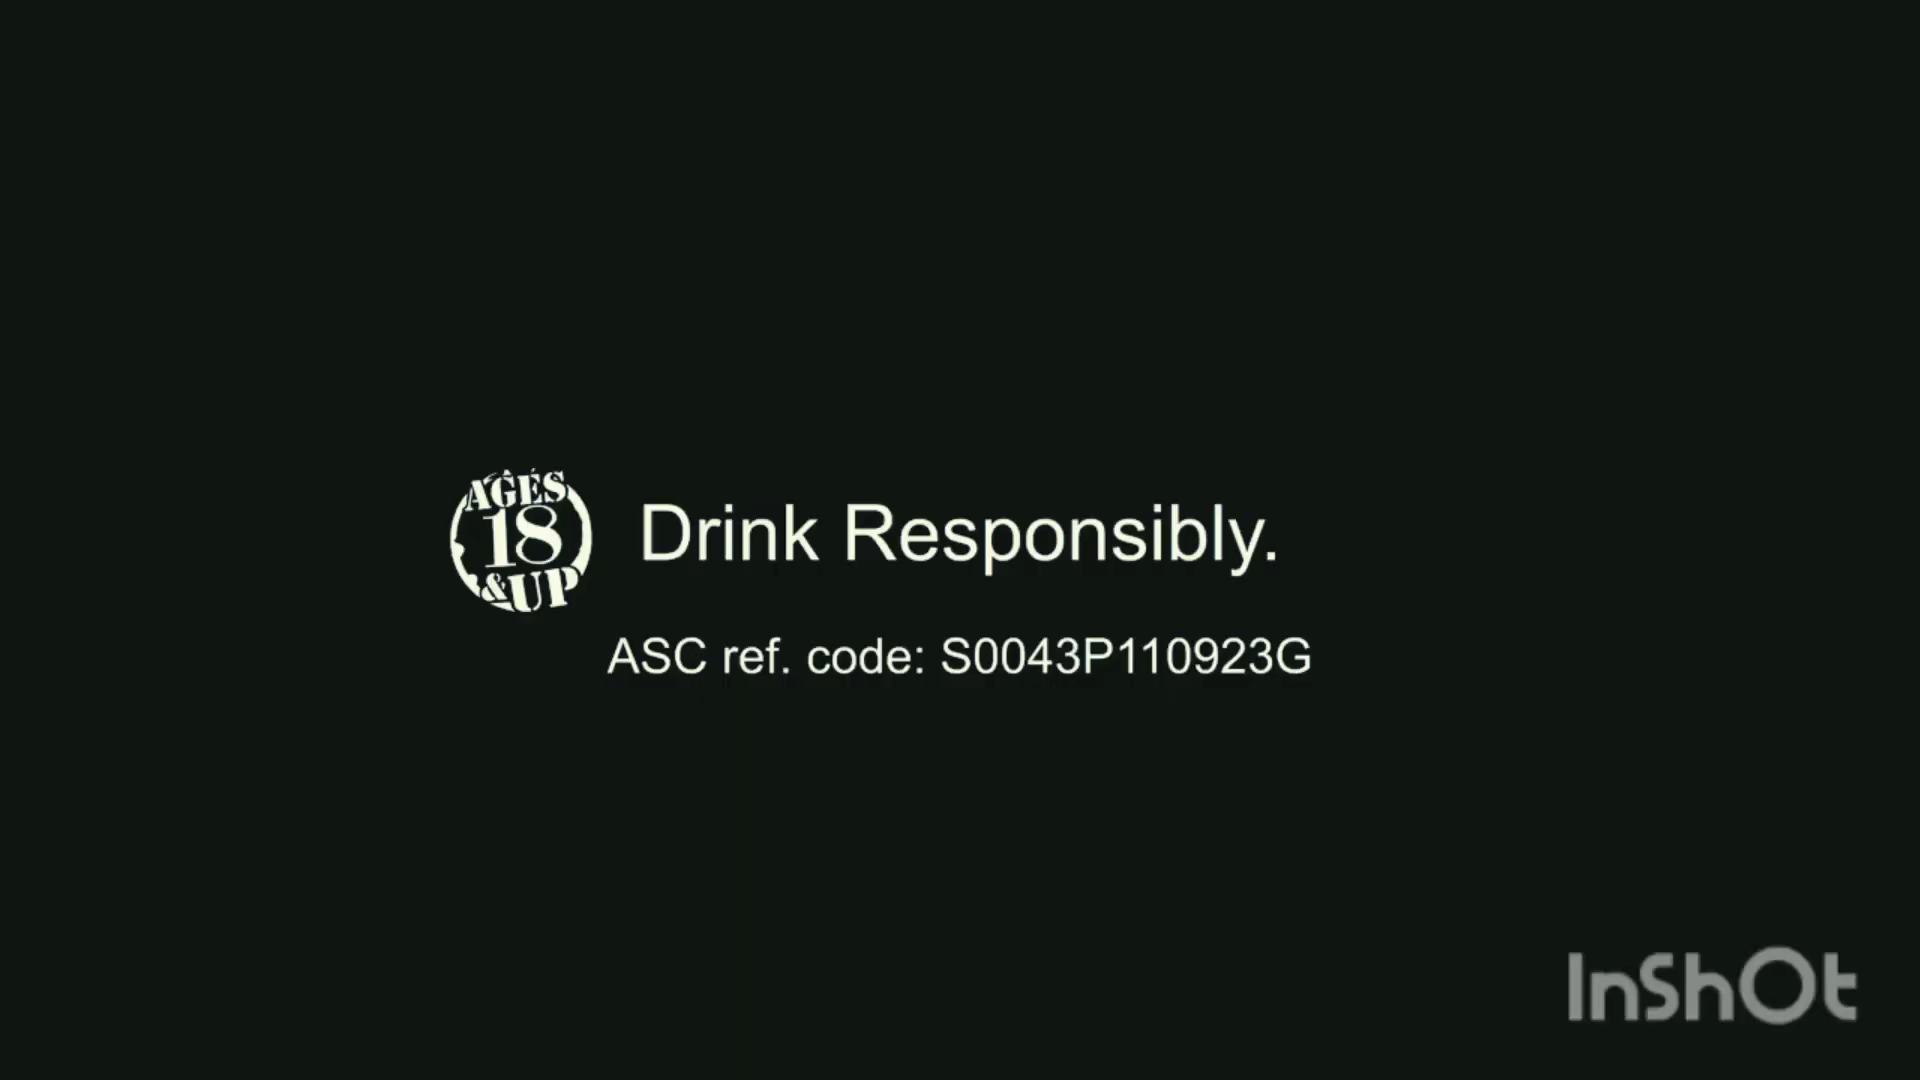 AGES
18
&UP
Drink Responsibly.
ASC ref. code: S0043P110923G
InShOt